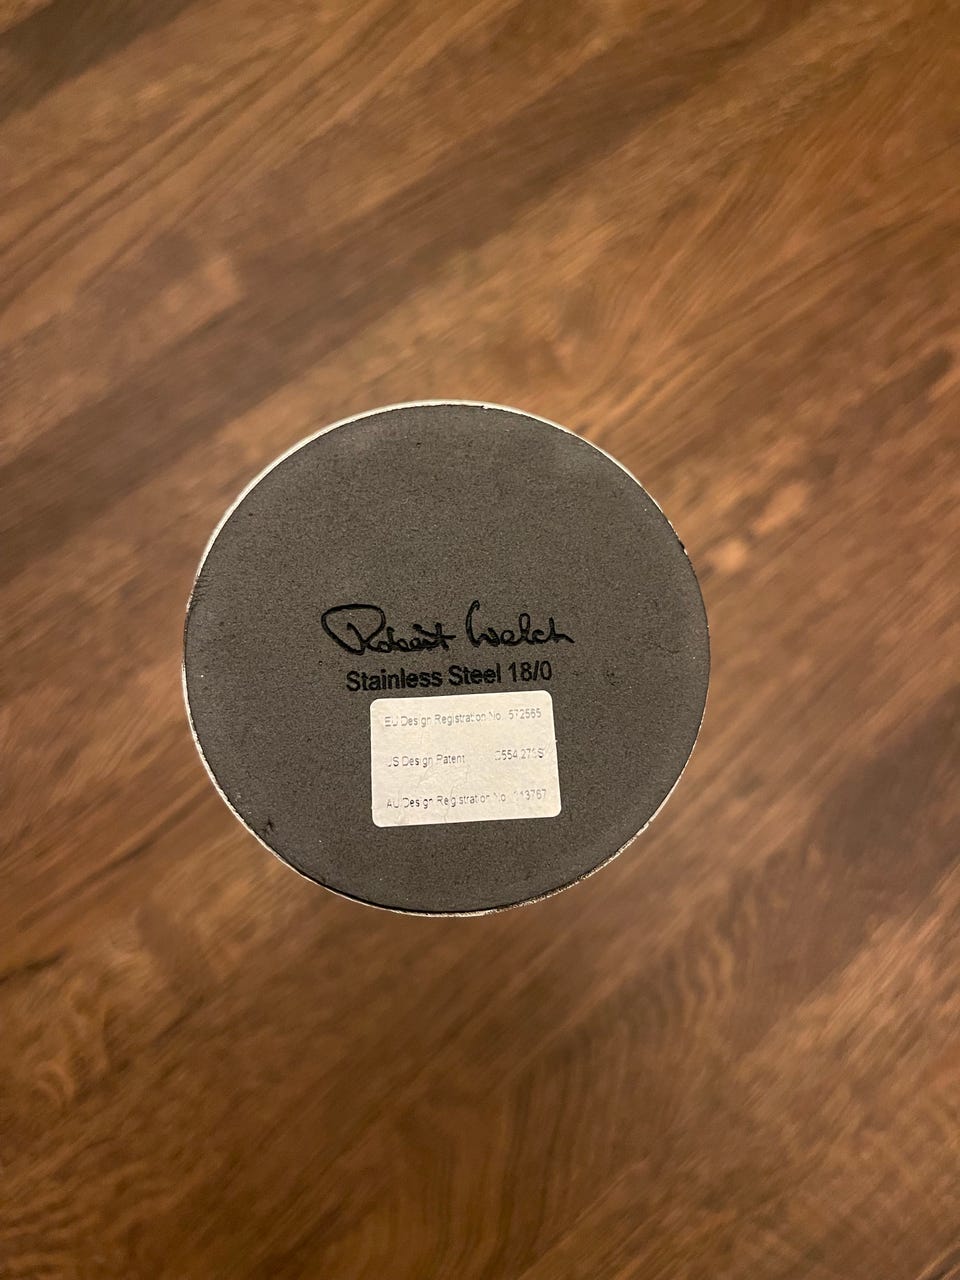 Robert Welch
Stainless Steel 18/0
EU Design Registration No. 572565
US Design Patent
AU Design Registration No.